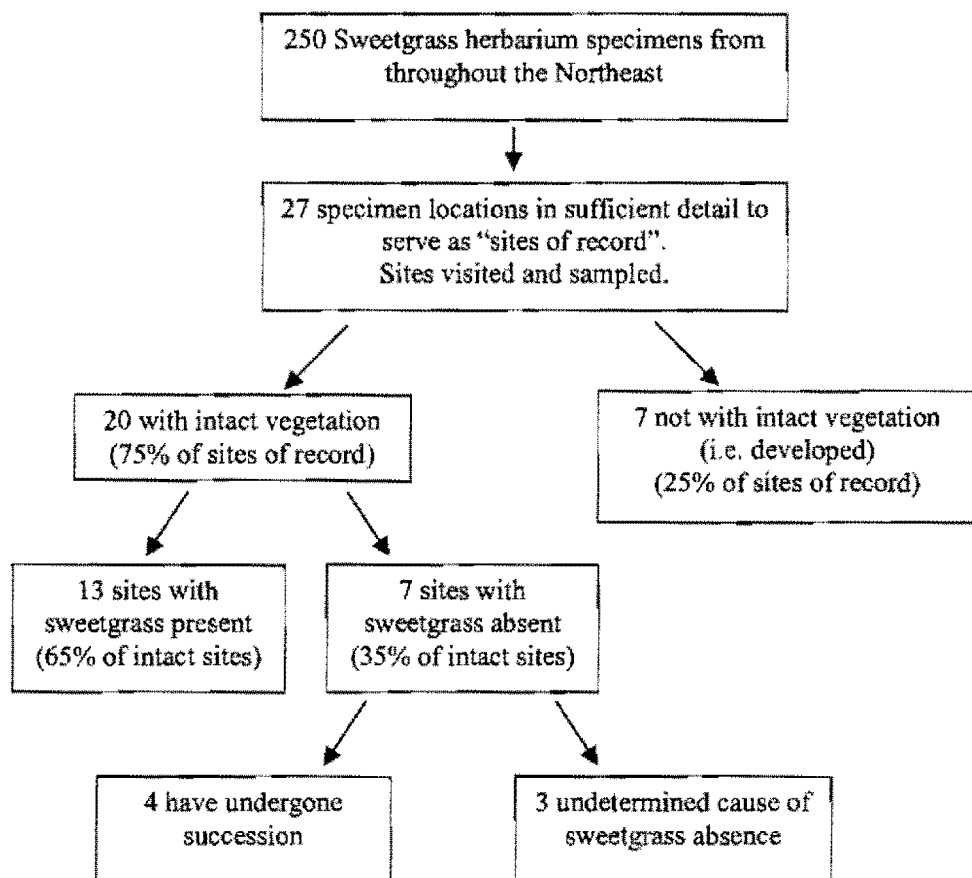 250 Sweetgrass herbarium specimens from
throughout the Northeast
27 specimen locations in sufficient detail to
serve as “sites of record”.
Sites visited and sampled.
20 with intact vegetation
(75% of sites of record)
7 not with intact vegetation
(i.e. developed)
(25% of sites of record)
13 sites with
sweetgrass present
(65% of intact sites)
7 sites with
sweetgrass absent
(35% of intact sites)
4 have undergone
succession
3 undetermined cause of
sweetgrass absence